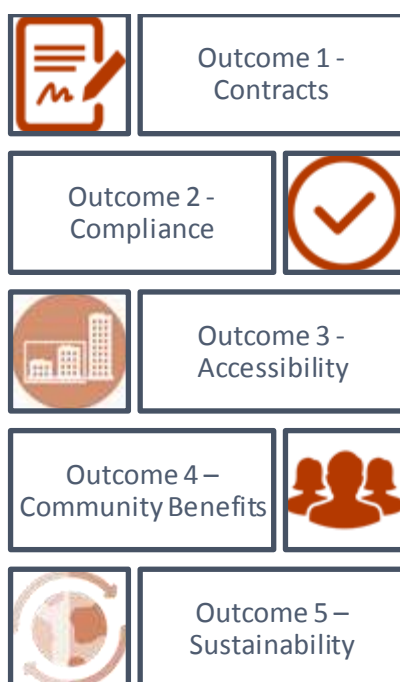 Outcome 1 -
Contracts
Outcome 2 -
Compliance
Outcome 3 -
Accessibility
Outcome 4 –
Community Benefits
Outcome 5 –
Sustainability